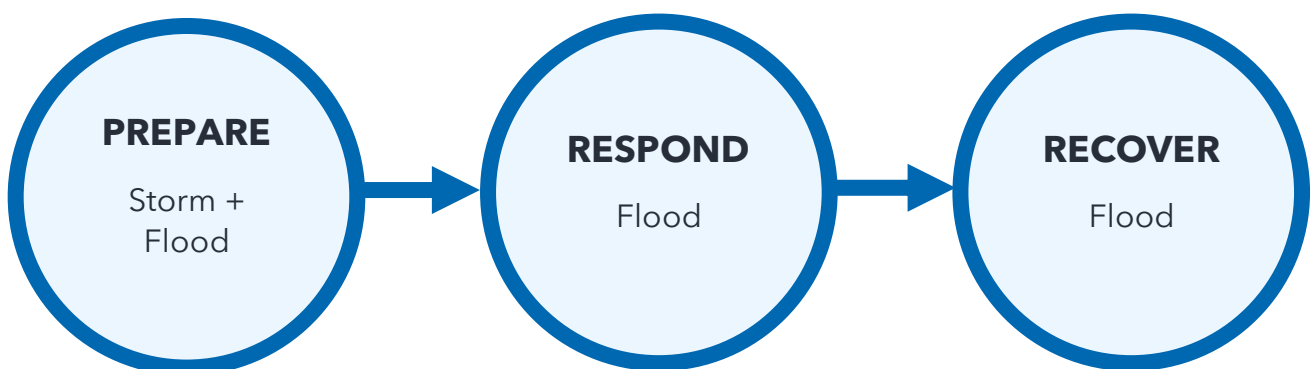 PREPARE
Storm +
Flood
RESPOND
Flood
RECOVER
Flood